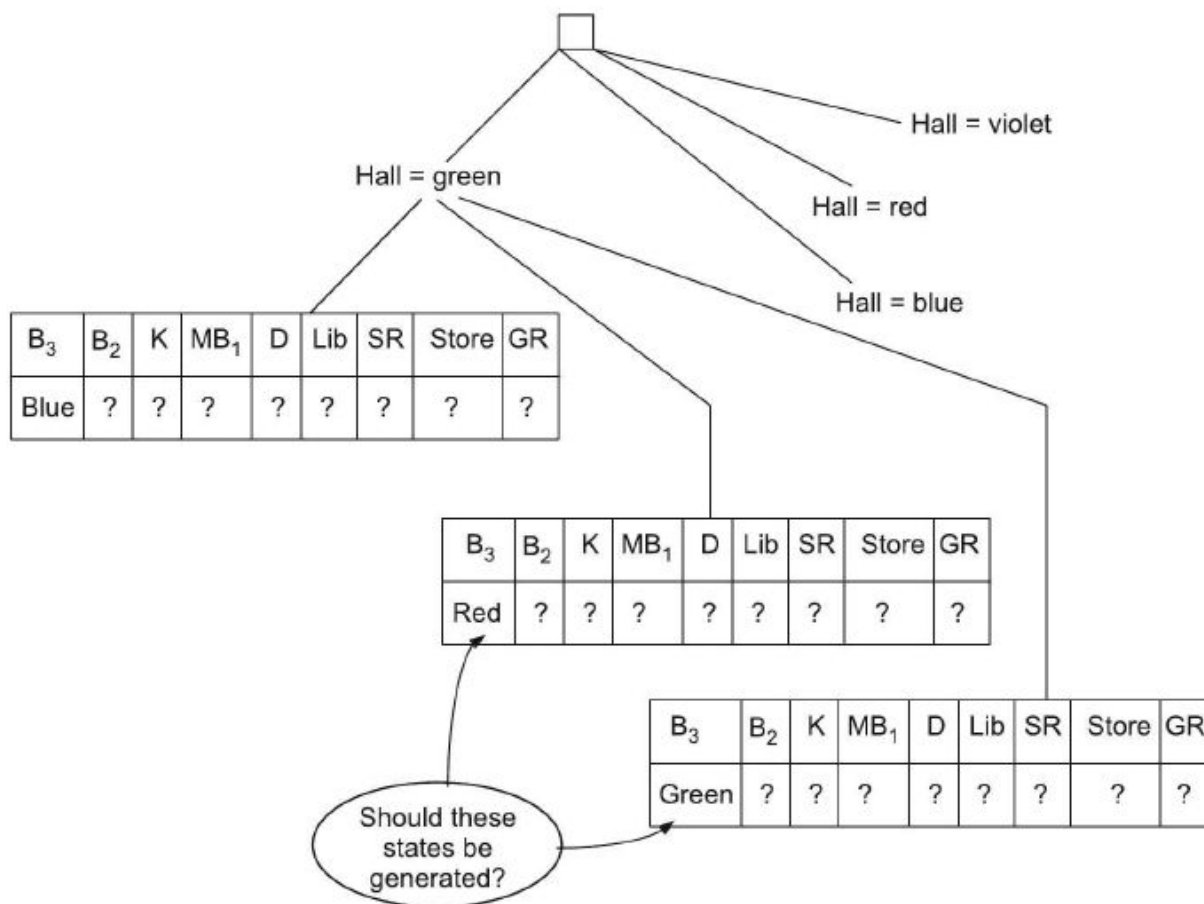 Hall = violet
Hall = green
Hall = red
Hall = blue
B₃ B₂ K MB₁ D Lib SR Store GR
Blue ? ? ? ? ? ? ? ?
B₃ B₂ K MB₁ D Lib SR Store GR
Red ? ? ? ? ? ? ? ?
B₃ B₂ K MB₁ D Lib SR Store GR
Green ? ? ? ? ? ? ? ?
Should these
states be
generated?